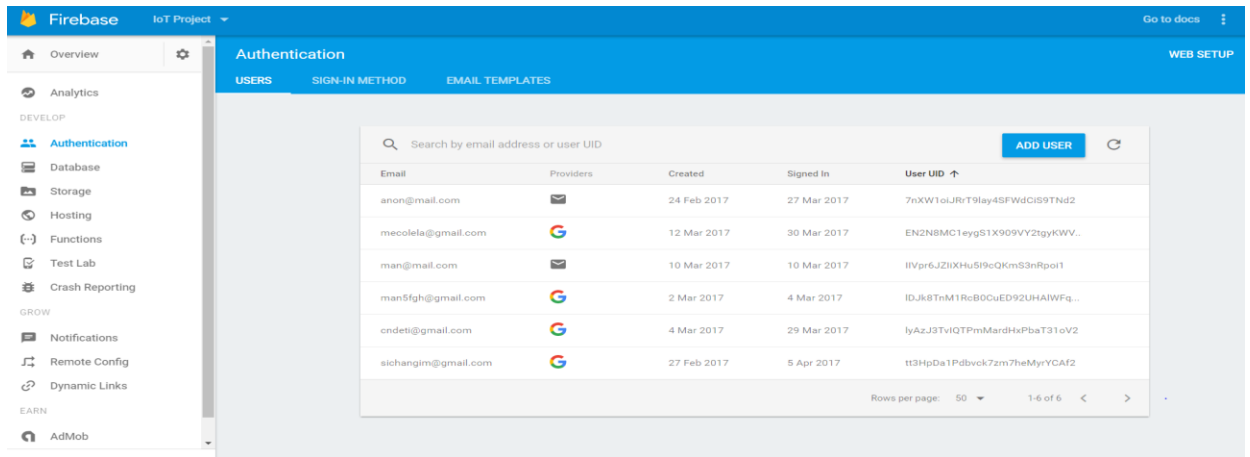 Firebase IoT Project Go to docs
Overview
Authentication WEB SETUP
USERS SIGN-IN METHOD EMAIL TEMPLATES
Analytics
DEVELOP
Authentication
Database
Storage
Hosting
Functions
Test Lab
Crash Reporting
GROW
Notifications
Remote Config
Dynamic Links
EARN
AdMob
Search by email address or user UID ADD USER
Email Providers Created Signed In User UID
anon@mail.com 24 Feb 2017 27 Mar 2017 7nXW1oiJRrT9lay4SFWdCiS9TNd2
mecolela@gmail.com 12 Mar 2017 30 Mar 2017 EN2N8MC1eygS1X909VY2tgyKWV..
man@mail.com 10 Mar 2017 10 Mar 2017 IIVpr6JZIiXHu5I9cQKmS3nRpoi1
man5fgh@gmail.com 2 Mar 2017 4 Mar 2017 lDJk8TnM1RcB0CuED92UHAlWFq...
cndeti@gmail.com 4 Mar 2017 29 Mar 2017 lyAzJ3TvIQTPmMardHxPbaT31oV2
sichangim@gmail.com 27 Feb 2017 5 Apr 2017 tt3HpDa1Pdbvck7zm7heMyrYCAf2
Rows per page: 50 1-6 of 6